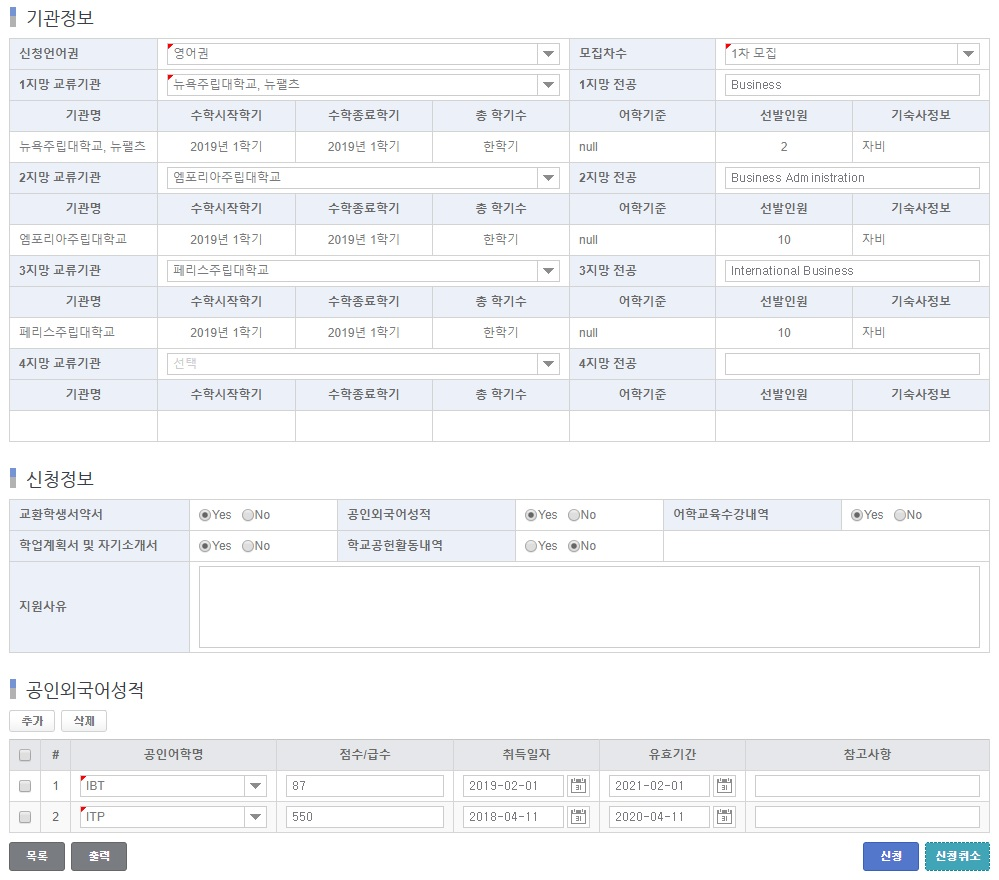 기관정보
신청언어권 영어권 모집차수 1차 모집
1지망 교류기관 뉴욕주립대학교, 뉴팰츠 1지망 전공 Business
기관명 수학시작학기 수학종료학기 총 학기수 어학기준 선발인원 기숙사정보
뉴욕주립대학교, 뉴팰츠 2019년 1학기 2019년 1학기 한학기 null 2 자비
2지망 교류기관 엠포리아주립대학교 2지망 전공 Business Administration
기관명 수학시작학기 수학종료학기 총 학기수 어학기준 선발인원 기숙사정보
엠포리아주립대학교 2019년 1학기 2019년 1학기 한학기 null 10 자비
3지망 교류기관 페리스주립대학교 3지망 전공 International Business
기관명 수학시작학기 수학종료학기 총 학기수 어학기준 선발인원 기숙사정보
페리스주립대학교 2019년 1학기 2019년 1학기 한학기 null 10 자비
4지망 교류기관 선택 4지망 전공
기관명 수학시작학기 수학종료학기 총 학기수 어학기준 선발인원 기숙사정보
신청정보
교환학생서약서 Yes No 공인외국어성적 Yes No 어학교육수강내역 Yes No
학업계획서 및 자기소개서 Yes No 학교공헌활동내역 Yes No
지원사유
공인외국어성적
추가 삭제
# 공인어학명 점수/급수 취득일자 유효기간 참고사항
1 IBT 87 2019-02-01 31 2021-02-01 31
2 ITP 550 2018-04-11 31 2020-04-11 31
목록 출력 신청 신청취소